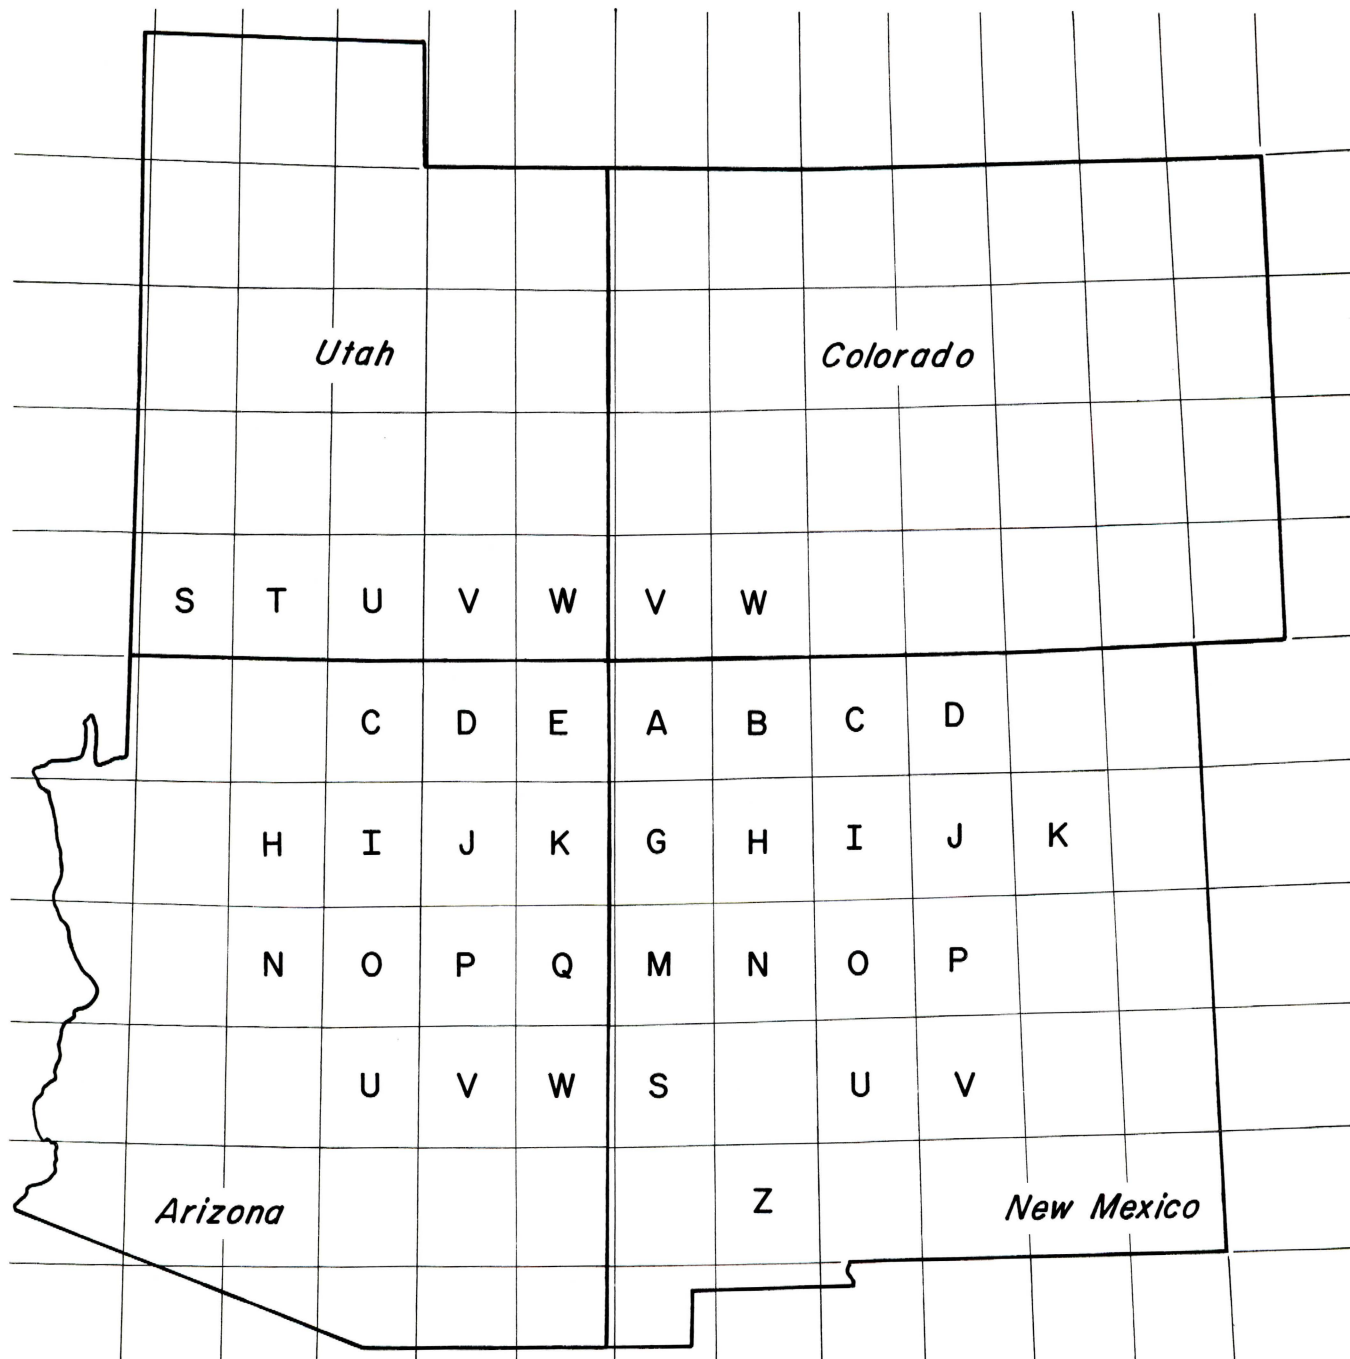 Utah Colorado
S T U V W V W
C D E A B C D
H I J K G H I J K
N O P Q M N O P
U V W S U V
Z
Arizona New Mexico